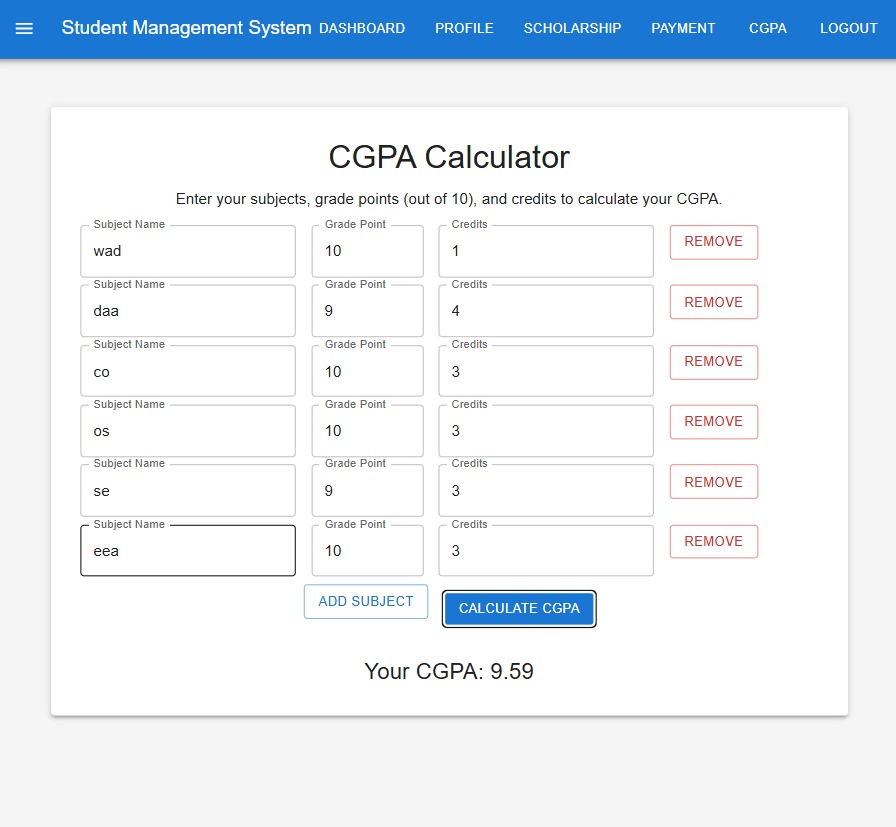 Student Management System DASHBOARD PROFILE SCHOLARSHIP PAYMENT CGPA LOGOUT
CGPA Calculator
Enter your subjects, grade points (out of 10), and credits to calculate your CGPA.
Subject Name Grade Point Credits
wad 10 1 REMOVE
Subject Name Grade Point Credits
daa 9 4 REMOVE
Subject Name Grade Point Credits
co 10 3 REMOVE
Subject Name Grade Point Credits
os 10 3 REMOVE
Subject Name Grade Point Credits
se 9 3 REMOVE
Subject Name Grade Point Credits
eea 10 3 REMOVE
ADD SUBJECT CALCULATE CGPA
Your CGPA: 9.59